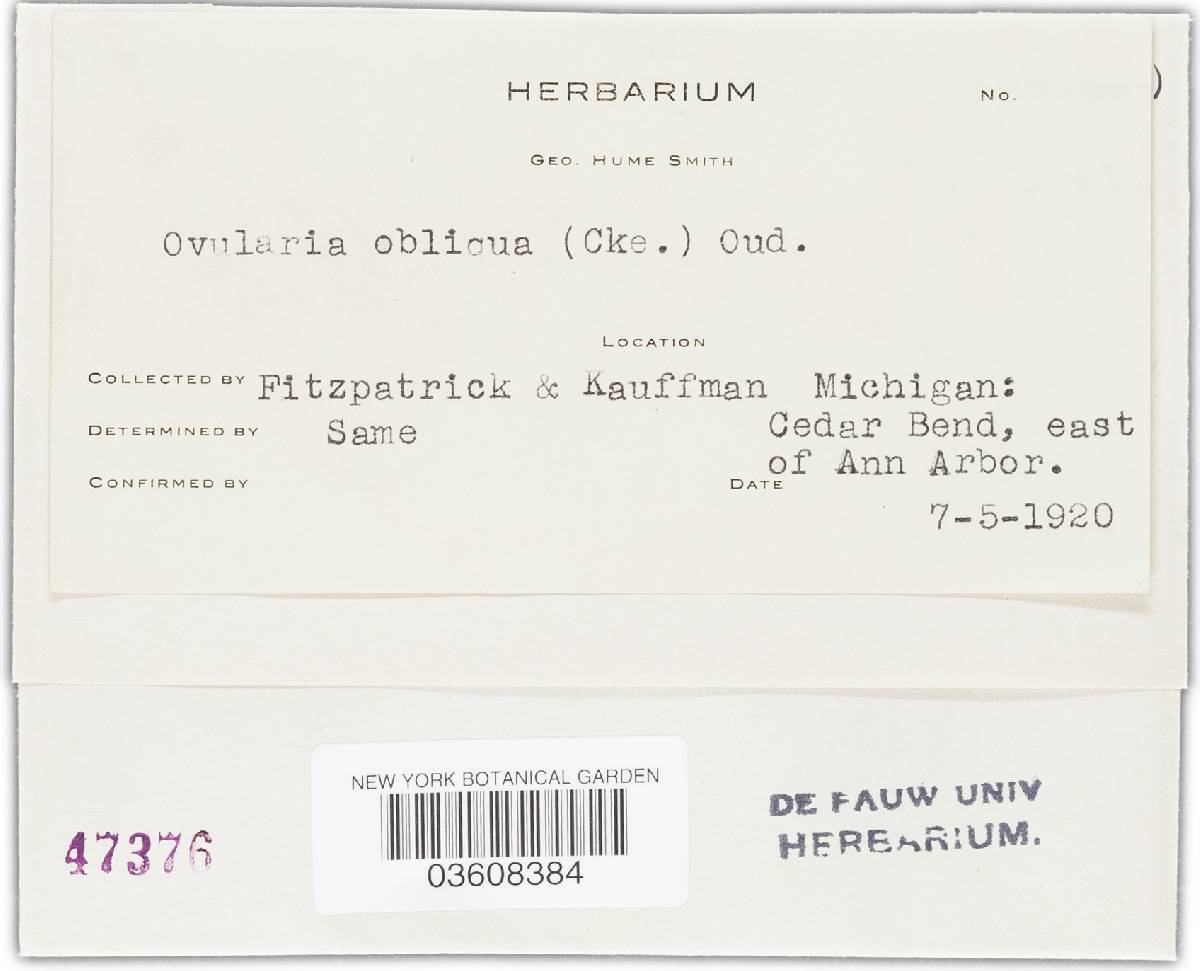 HERBARIUM No. )
GEO. HUME SMITH
Ovularia obliqua (Cke.) Oud.
LOCATION
COLLECTED BY Fitzpatrick & Kauffman Michigan:
DETERMINED BY Same Cedar Bend, east
of Ann Arbor.
CONFIRMED BY DATE
7-5-1920
NEW YORK BOTANICAL GARDEN
03608384
47376
DE PAUW UNIV
HERBARIUM.